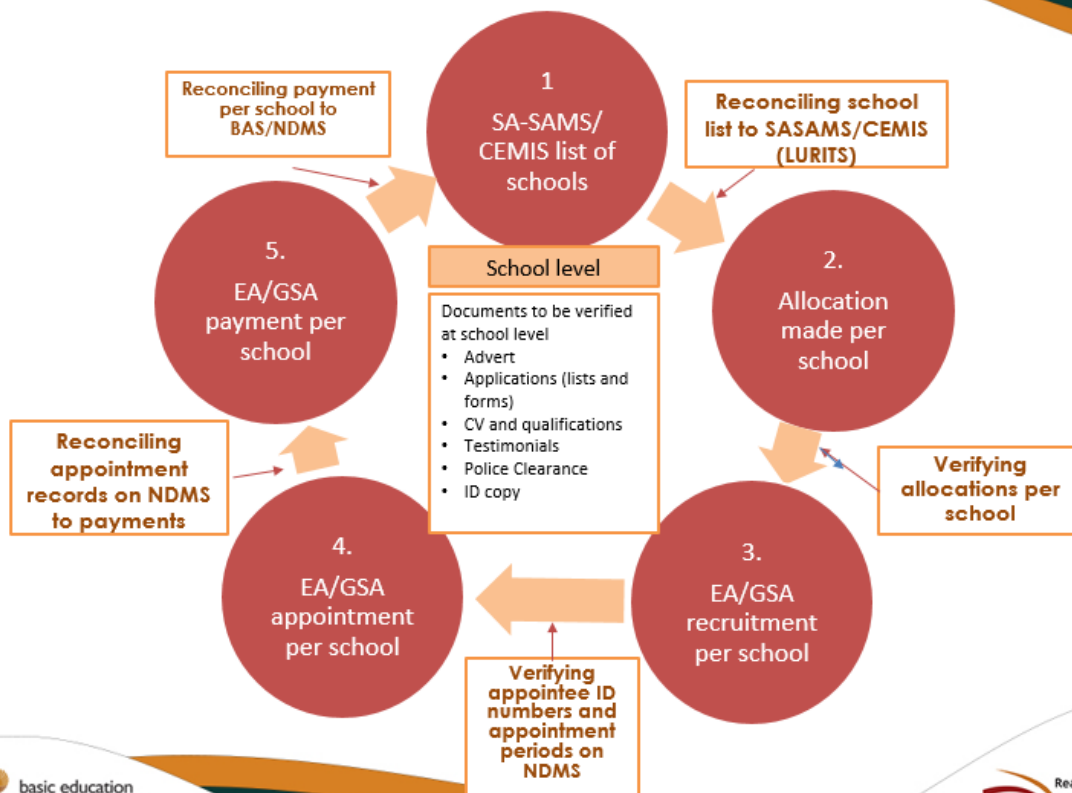 1
SA-SAMS/
CEMIS list of
schools
Reconciling payment
per school to
BAS/NDMS
Reconciling school
list to SASAMS/CEMIS
(LURITS)
2.
Allocation
made per
school
Verifying
allocations per
school
3.
EA/GSA
recruitment
per school
Verifying
appointee ID
numbers and
appointment
periods on
NDMS
4.
EA/GSA
appointment
per school
Reconciling
appointment
records on NDMS
to payments
5.
EA/GSA
payment per
school
School level
Documents to be verified
at school level
• Advert
• Applications (lists and
forms)
• CV and qualifications
• Testimonials
• Police Clearance
• ID copy
basic education
Rea